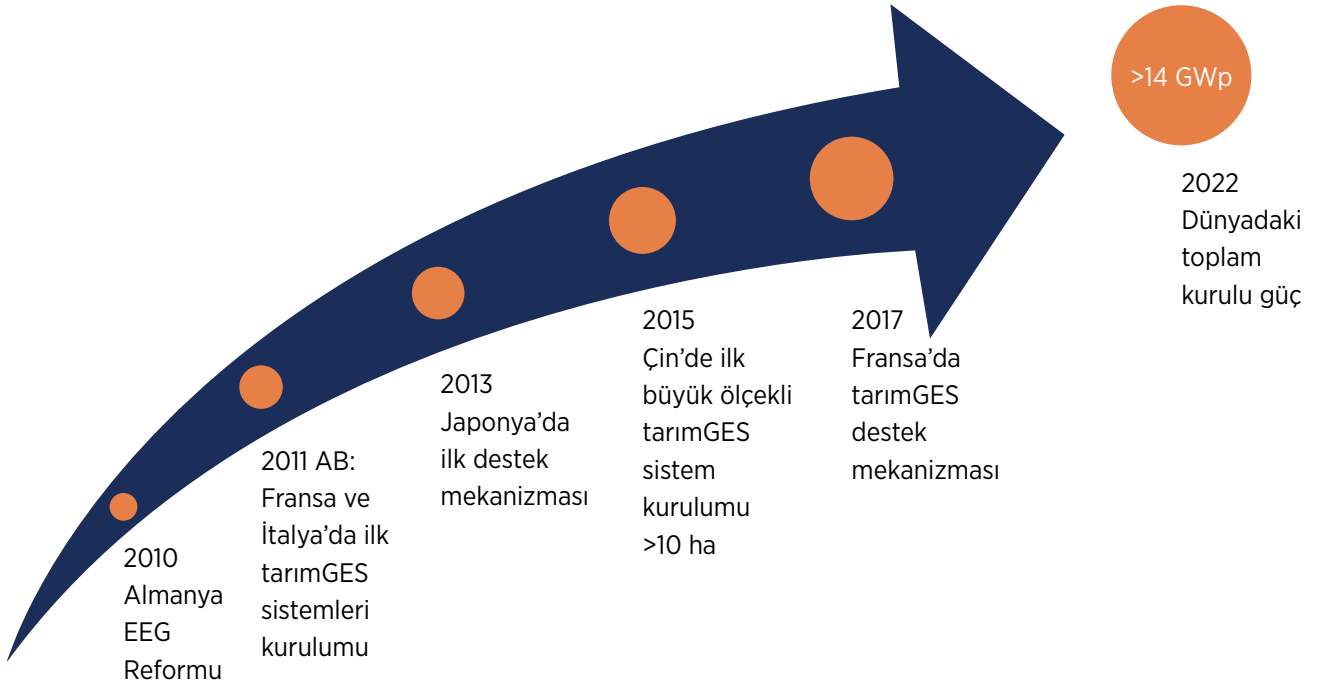 2010
Almanya
EEG
Reformu
2011 AB:
Fransa ve
İtalya’da ilk
tarımGES
sistemleri
kurulumu
2013
Japonya’da
ilk destek
mekanizması
2015
Çin’de ilk
büyük ölçekli
tarımGES
sistem
kurulumu
>10 ha
2017
Fransa’da
tarımGES
destek
mekanizması
>14 GWp
2022
Dünyadaki
toplam
kurulu güç